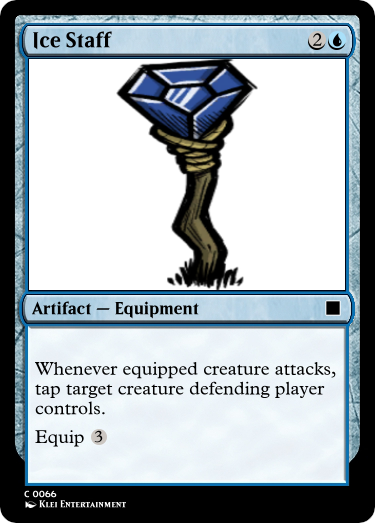 Ice Staff 2
Artifact — Equipment
Whenever equipped creature attacks,
tap target creature defending player
controls.
Equip 3
C 0066
Klei Entertainment